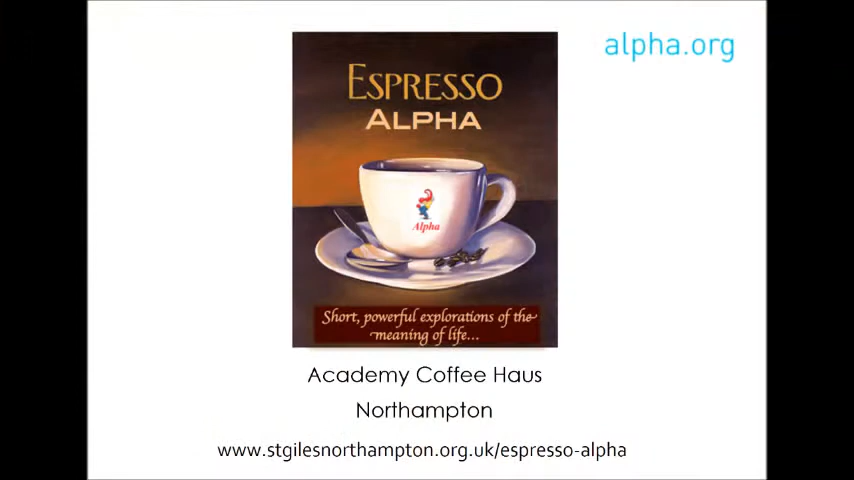 alpha.org
ESPRESSO
ALPHA
Alpha
Short, powerful explorations of the
meaning of life...
Academy Coffee Haus
Northampton
www.stgilesnorthampton.org.uk/espresso-alpha